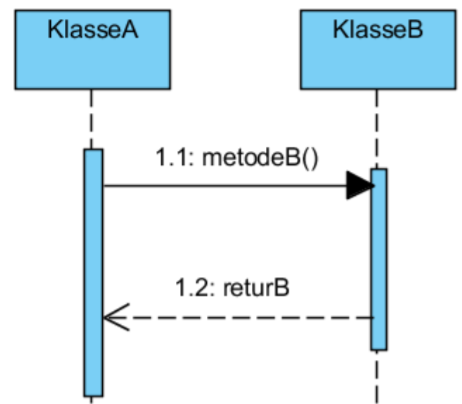 KlasseA
KlasseB
1.1: metodeB()
1.2: returB